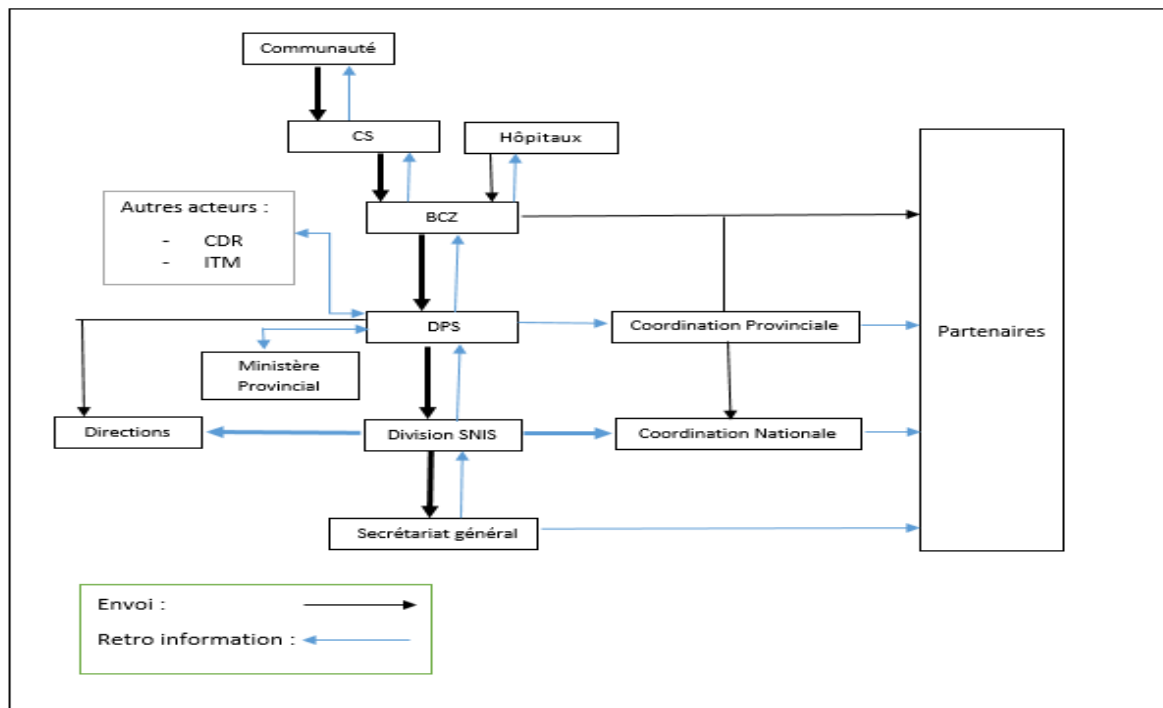 Communauté
CS
Hôpitaux
Autres acteurs :
- CDR
- ITM
BCZ
DPS
Coordination Provinciale
Partenaires
Ministère
Provincial
Directions
Division SNIS
Coordination Nationale
Secrétariat général
Envoi :
Retro information :